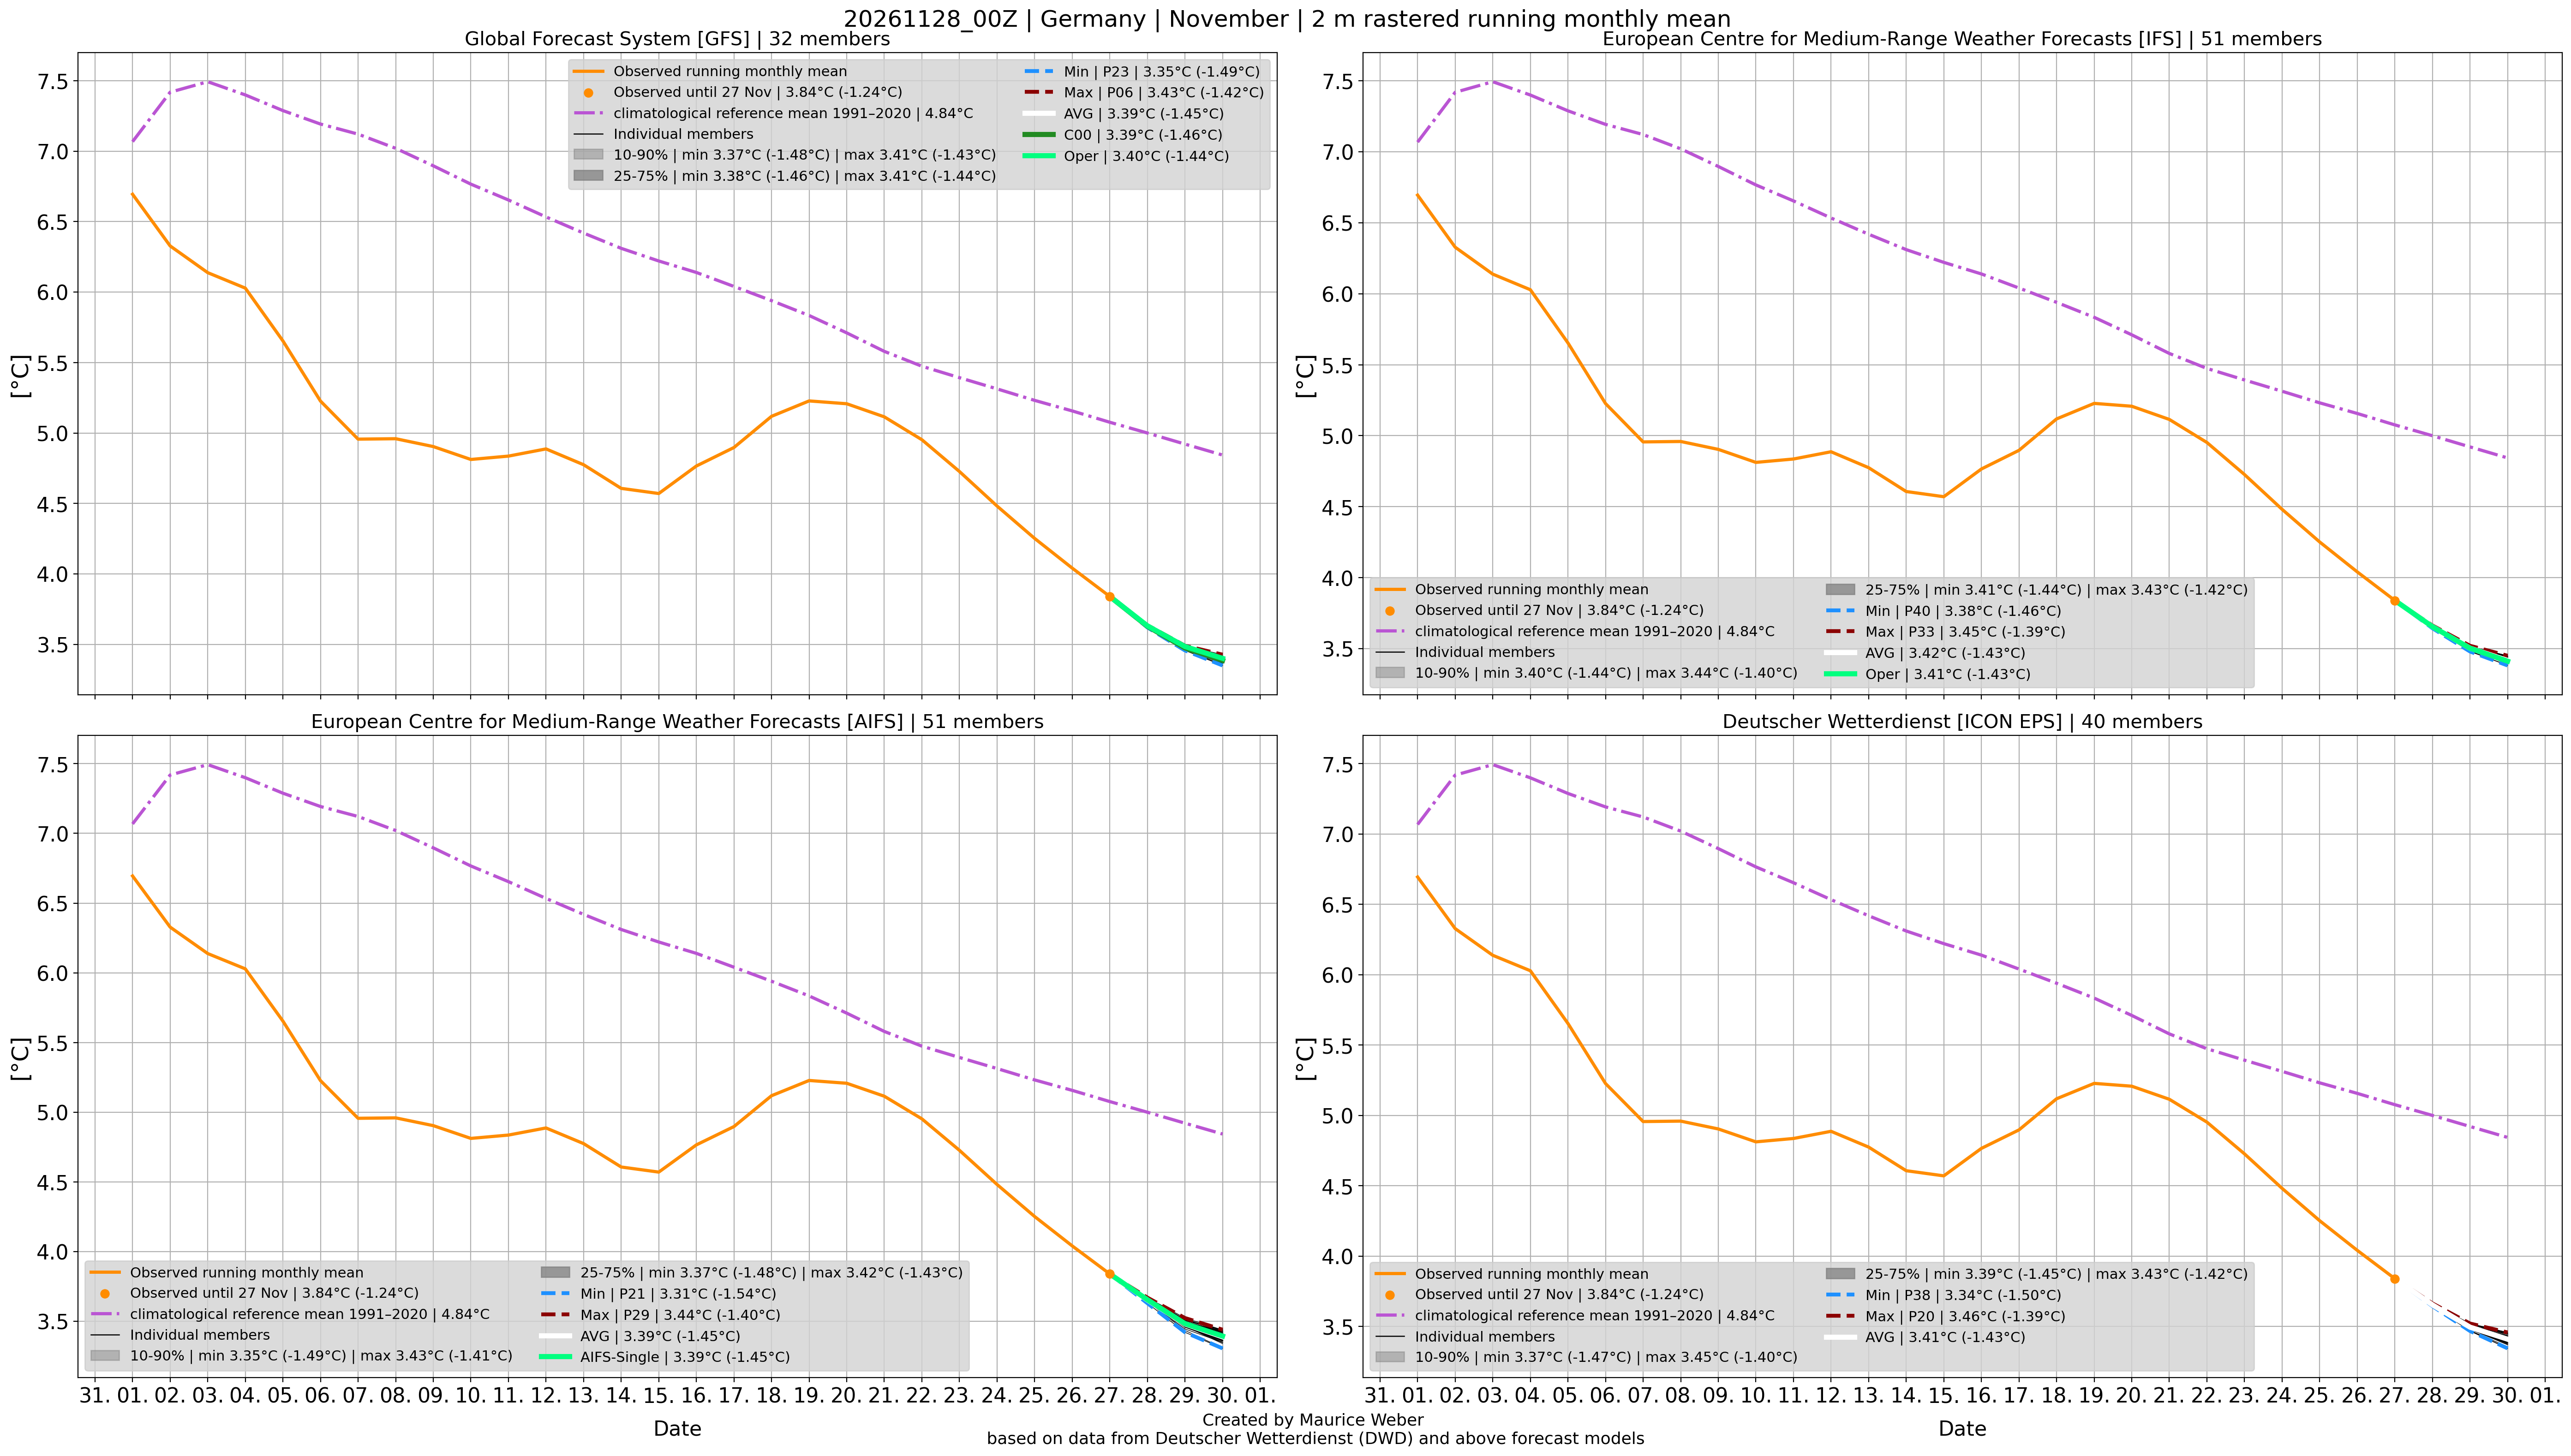 20261128_00Z | Germany | November | 2 m rastered running monthly mean
Global Forecast System [GFS] | 32 members
[°C]
7.5
7.0
6.5
6.0
5.5
5.0
4.5
4.0
3.5
Observed running monthly mean
Observed until 27 Nov | 3.84°C (-1.24°C)
climatological reference mean 1991–2020 | 4.84°C
Individual members
10-90% | min 3.37°C (-1.48°C) | max 3.41°C (-1.43°C)
25-75% | min 3.38°C (-1.46°C) | max 3.41°C (-1.44°C)
Min | P23 | 3.35°C (-1.49°C)
Max | P06 | 3.43°C (-1.42°C)
AVG | 3.39°C (-1.45°C)
C00 | 3.39°C (-1.46°C)
Oper | 3.40°C (-1.44°C)
European Centre for Medium-Range Weather Forecasts [IFS] | 51 members
[°C]
7.5
7.0
6.5
6.0
5.5
5.0
4.5
4.0
3.5
Observed running monthly mean
Observed until 27 Nov | 3.84°C (-1.24°C)
climatological reference mean 1991–2020 | 4.84°C
Individual members
10-90% | min 3.40°C (-1.44°C) | max 3.44°C (-1.40°C)
25-75% | min 3.41°C (-1.44°C) | max 3.43°C (-1.42°C)
Min | P40 | 3.38°C (-1.46°C)
Max | P33 | 3.45°C (-1.39°C)
AVG | 3.42°C (-1.43°C)
Oper | 3.41°C (-1.43°C)
European Centre for Medium-Range Weather Forecasts [AIFS] | 51 members
[°C]
7.5
7.0
6.5
6.0
5.5
5.0
4.5
4.0
3.5
Observed running monthly mean
Observed until 27 Nov | 3.84°C (-1.24°C)
climatological reference mean 1991–2020 | 4.84°C
Individual members
10-90% | min 3.35°C (-1.49°C) | max 3.43°C (-1.41°C)
25-75% | min 3.37°C (-1.48°C) | max 3.42°C (-1.43°C)
Min | P21 | 3.31°C (-1.54°C)
Max | P29 | 3.44°C (-1.40°C)
AVG | 3.39°C (-1.45°C)
AIFS-Single | 3.39°C (-1.45°C)
31. 01. 02. 03. 04. 05. 06. 07. 08. 09. 10. 11. 12. 13. 14. 15. 16. 17. 18. 19. 20. 21. 22. 23. 24. 25. 26. 27. 28. 29. 30. 01.
Date
Deutscher Wetterdienst [ICON EPS] | 40 members
[°C]
7.5
7.0
6.5
6.0
5.5
5.0
4.5
4.0
3.5
Observed running monthly mean
Observed until 27 Nov | 3.84°C (-1.24°C)
climatological reference mean 1991–2020 | 4.84°C
Individual members
10-90% | min 3.37°C (-1.47°C) | max 3.45°C (-1.40°C)
25-75% | min 3.39°C (-1.45°C) | max 3.43°C (-1.42°C)
Min | P38 | 3.34°C (-1.50°C)
Max | P20 | 3.46°C (-1.39°C)
AVG | 3.41°C (-1.43°C)
31. 01. 02. 03. 04. 05. 06. 07. 08. 09. 10. 11. 12. 13. 14. 15. 16. 17. 18. 19. 20. 21. 22. 23. 24. 25. 26. 27. 28. 29. 30. 01.
Date
Created by Maurice Weber
based on data from Deutscher Wetterdienst (DWD) and above forecast models